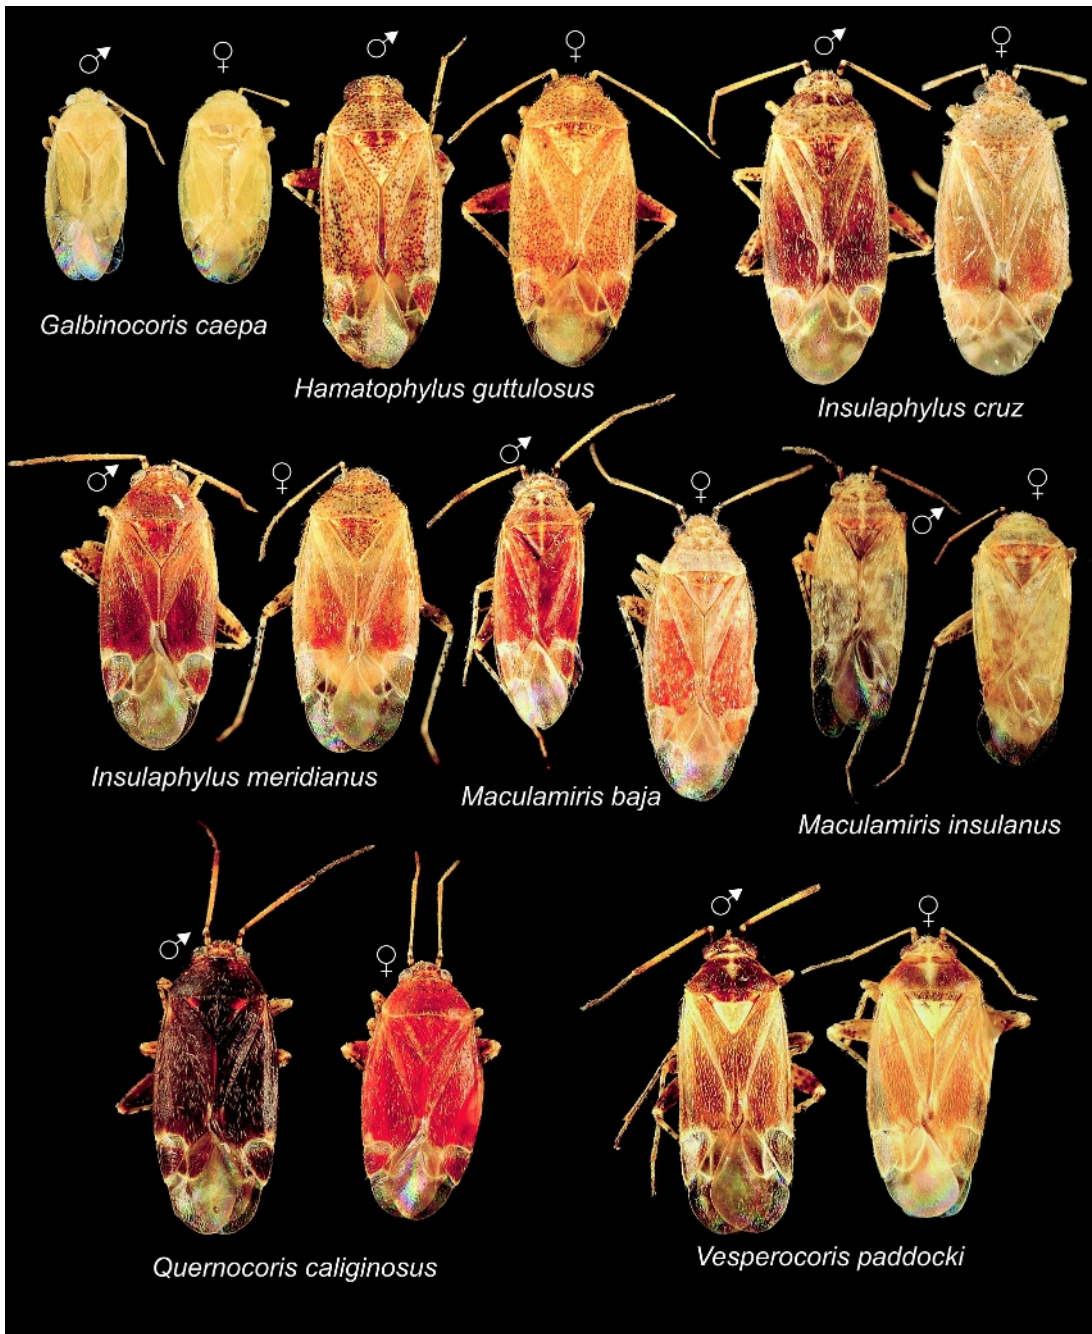 ♂ ♀ ♂ ♀ ♂ ♀
Galbinocoris caepa
Hamatophylus guttulosus
Insulaphylus cruz
♂ ♀ ♂ ♀ ♂ ♀
Insulaphylus meridianus
Maculamiris baja
Maculamiris insulanus
♂ ♀ ♂ ♀
Quernocoris caliginosus
Vesperocoris paddocki